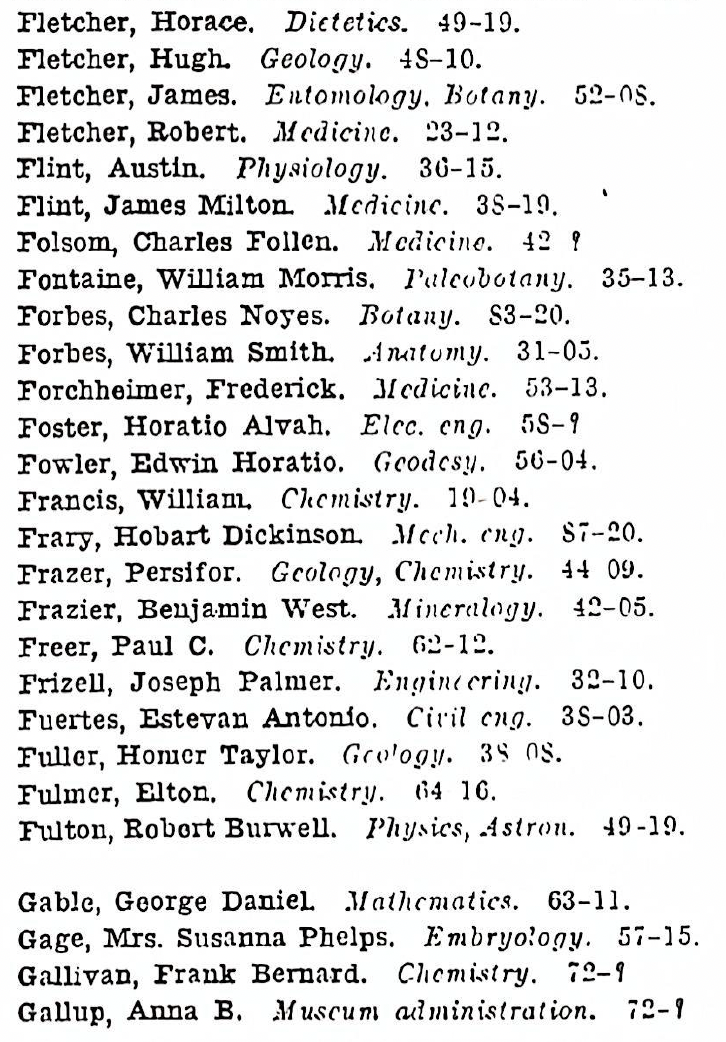 Fletcher, Horace. Dietetics. 49-19.
Fletcher, Hugh. Geology. 48-10.
Fletcher, James. Entomology, Botany. 52-08.
Fletcher, Robert. Medicine. 23-12.
Flint, Austin. Physiology. 36-15.
Flint, James Milton. Medicine. 38-19.
Folsom, Charles Follen. Medicine. 42 ?
Fontaine, William Morris. Paleobotany. 35-13.
Forbes, Charles Noyes. Botany. 83-20.
Forbes, William Smith. Anatomy. 31-05.
Forchheimer, Frederick. Medicine. 53-13.
Foster, Horatio Alvah. Elec. eng. 58-?
Fowler, Edwin Horatio. Geodesy. 56-04.
Francis, William. Chemistry. 19-04.
Frary, Hobart Dickinson. Mech. eng. 87-20.
Frazer, Persifor. Geology, Chemistry. 44 09.
Frazier, Benjamin West. Mineralogy. 42-05.
Freer, Paul C. Chemistry. 62-12.
Frizell, Joseph Palmer. Engineering. 32-10.
Fuertes, Estevan Antonio. Civil eng. 38-03.
Fuller, Homer Taylor. Geology. 38 08.
Fulmer, Elton. Chemistry. 64 16.
Fulton, Robert Burwell. Physics, Astron. 49-19.
Gable, George Daniel. Mathematics. 63-11.
Gage, Mrs. Susanna Phelps. Embryology. 57-15.
Gallivan, Frank Bernard. Chemistry. 72-?
Gallup, Anna B. Museum administration. 72-?